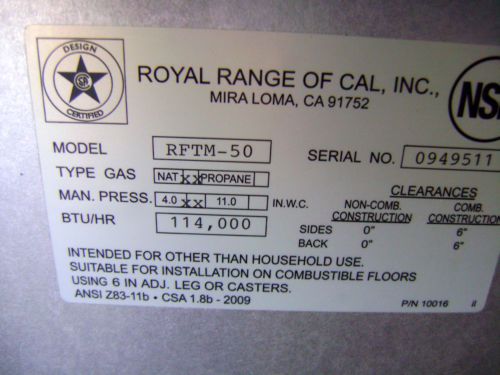 DESIGN
CSA
CERTIFIED
ROYAL RANGE OF CAL, INC.,
MIRA LOMA, CA 91752
NSF
MODEL RFTM-50 SERIAL NO. 0949511
TYPE GAS NAT xx PROPANE
MAN. PRESS. 4.0 xx 11.0 IN.W.C.
BTU/HR 114,000
CLEARANCES
NON-COMB. COMB.
CONSTRUCTION CONSTRUCTION
SIDES 0" 6"
BACK 0" 6"
INTENDED FOR OTHER THAN HOUSEHOLD USE.
SUITABLE FOR INSTALLATION ON COMBUSTIBLE FLOORS
USING 6 IN ADJ. LEG OR CASTERS.
ANSI Z83-11b • CSA 1.8b - 2009
P/N 10016 il